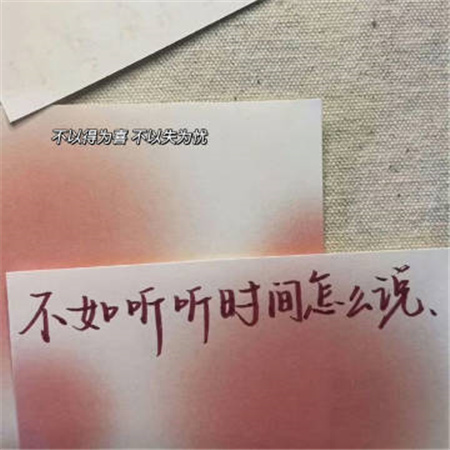 不以得为喜 不以失为忧
不如听听时间怎么说、